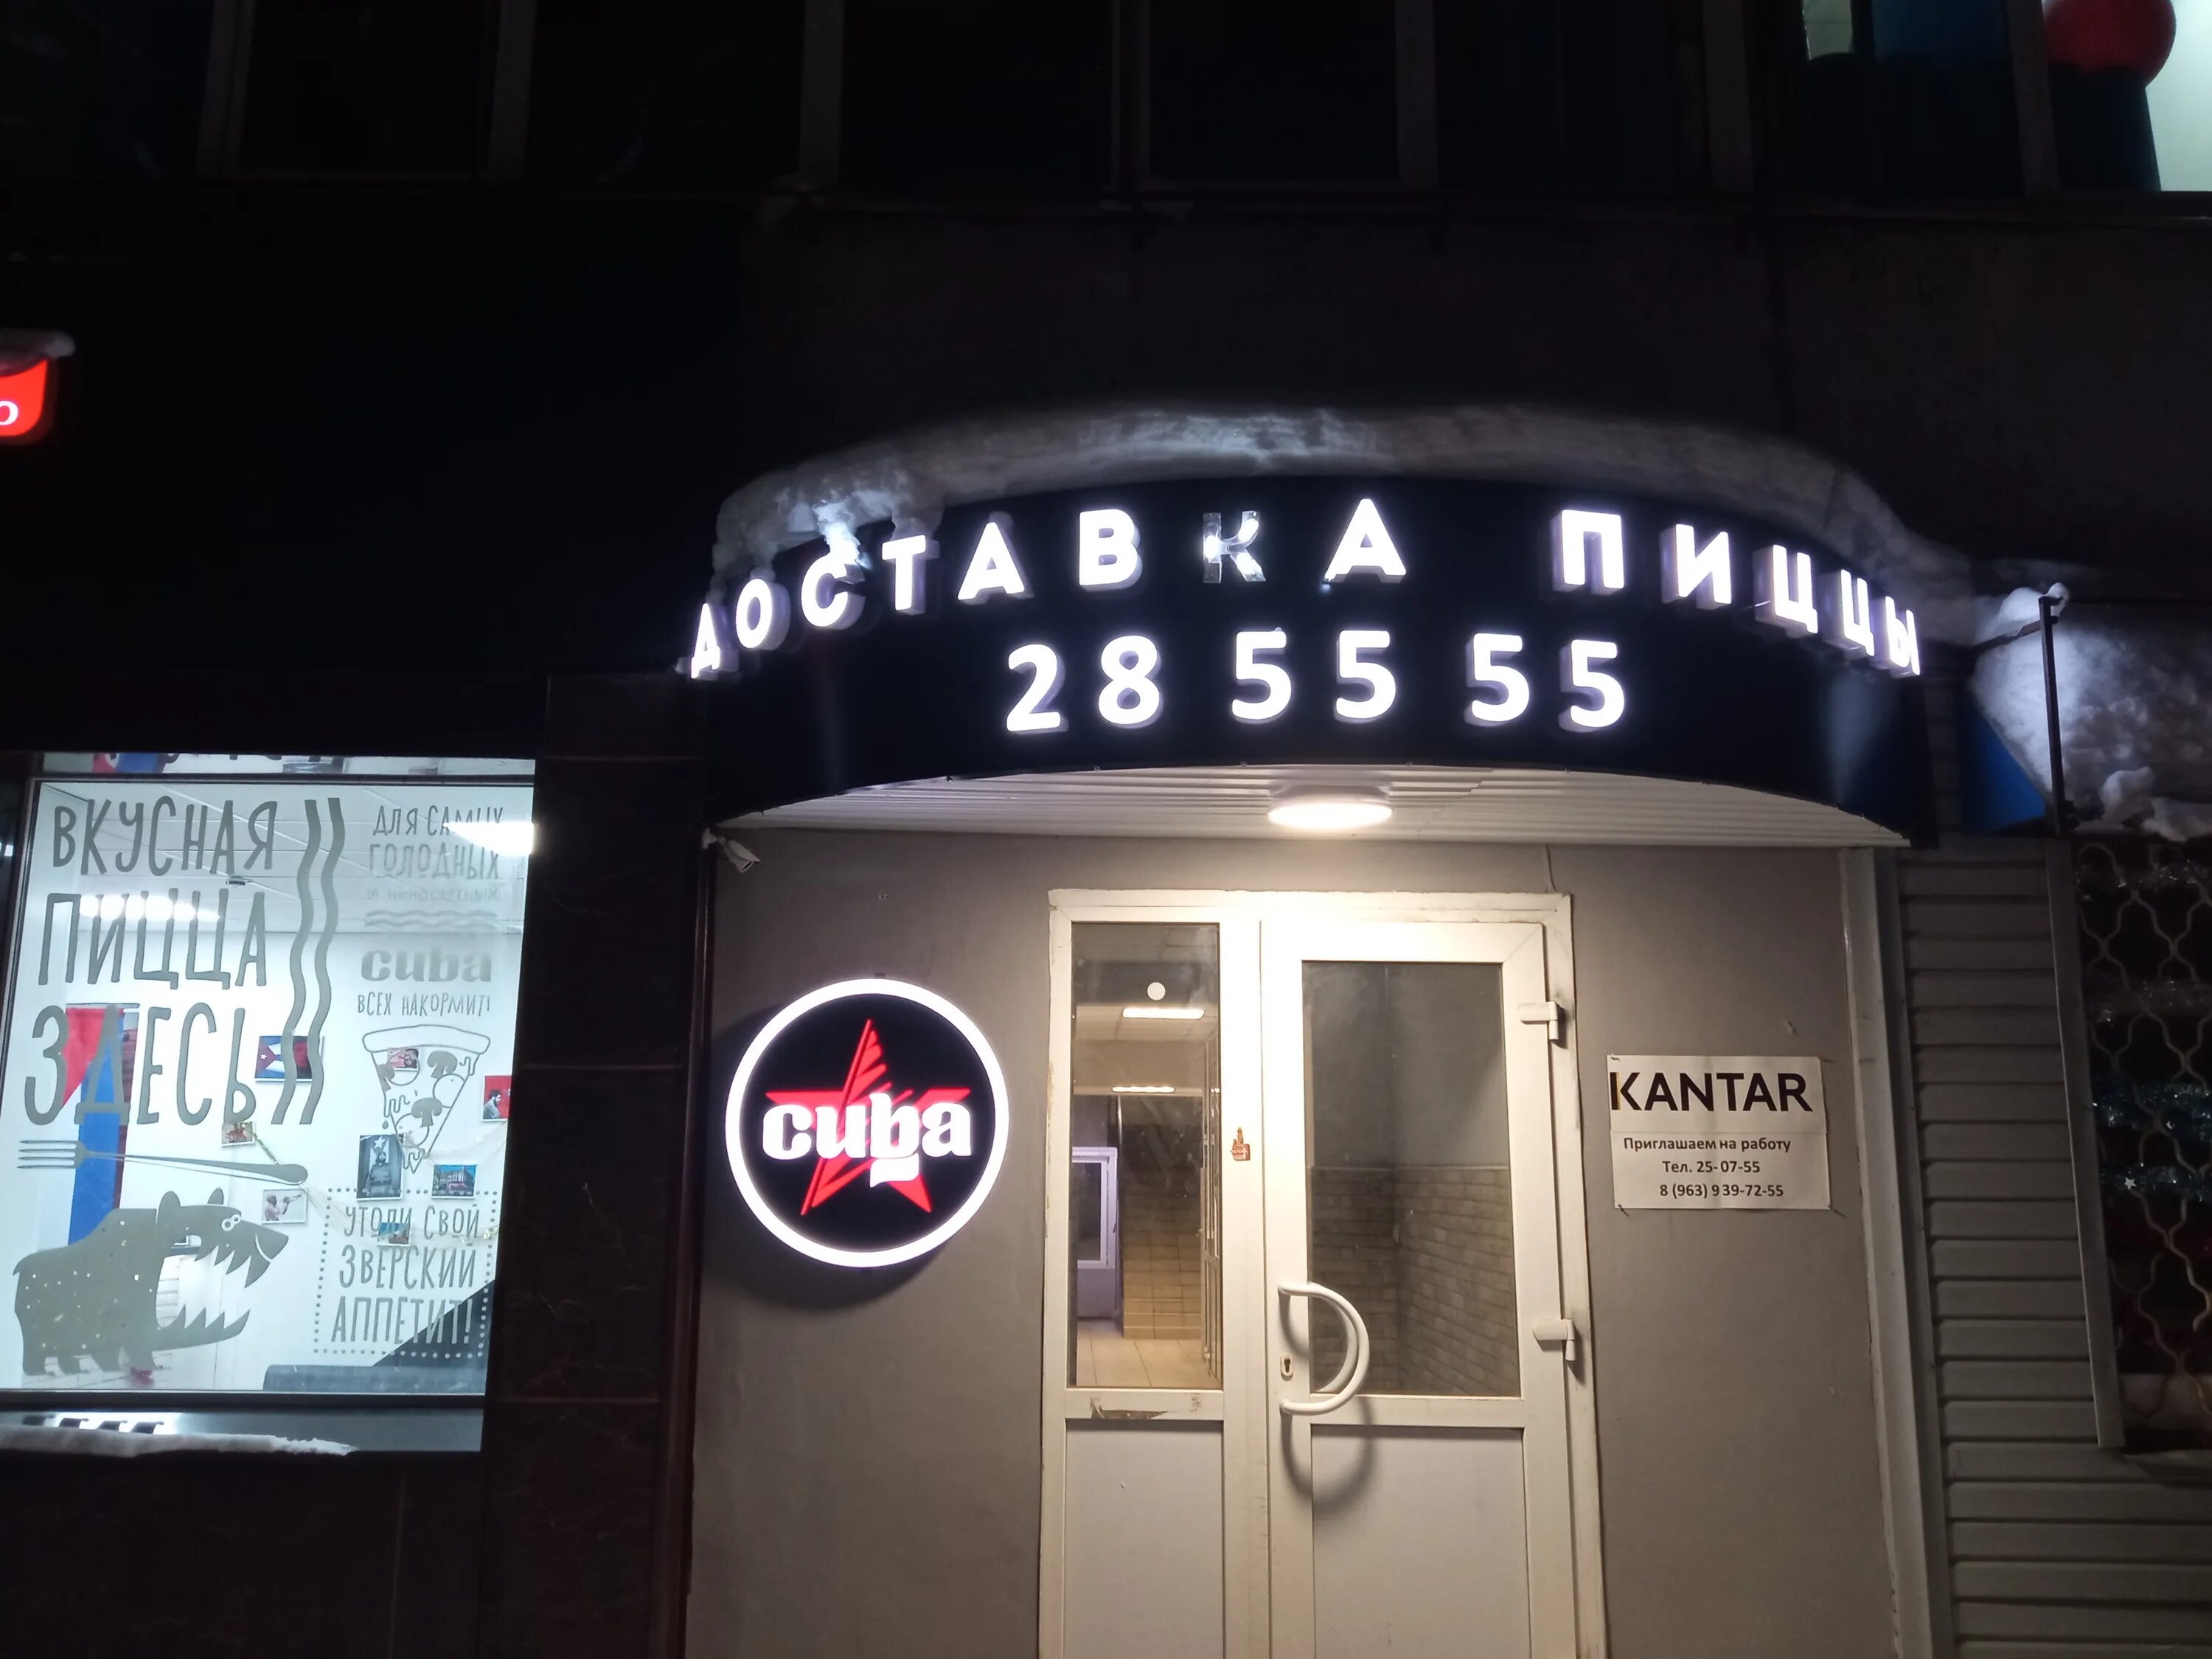 ДОСТАВКА ПИЦЦЫ
28 55 55
ВКУСНАЯ
ПИЦЦА
ЗДЕСЬ
ДЛЯ САМЫХ
ГОЛОДНЫХ
cuba
ВСЕХ НАКОРМИТ!
УТОЛИ СВОЙ
ЗВЕРСКИЙ
АППЕТИТ!
cuba
KANTAR
Приглашаем на работу
Тел. 25-07-55
8 (963) 939-72-55